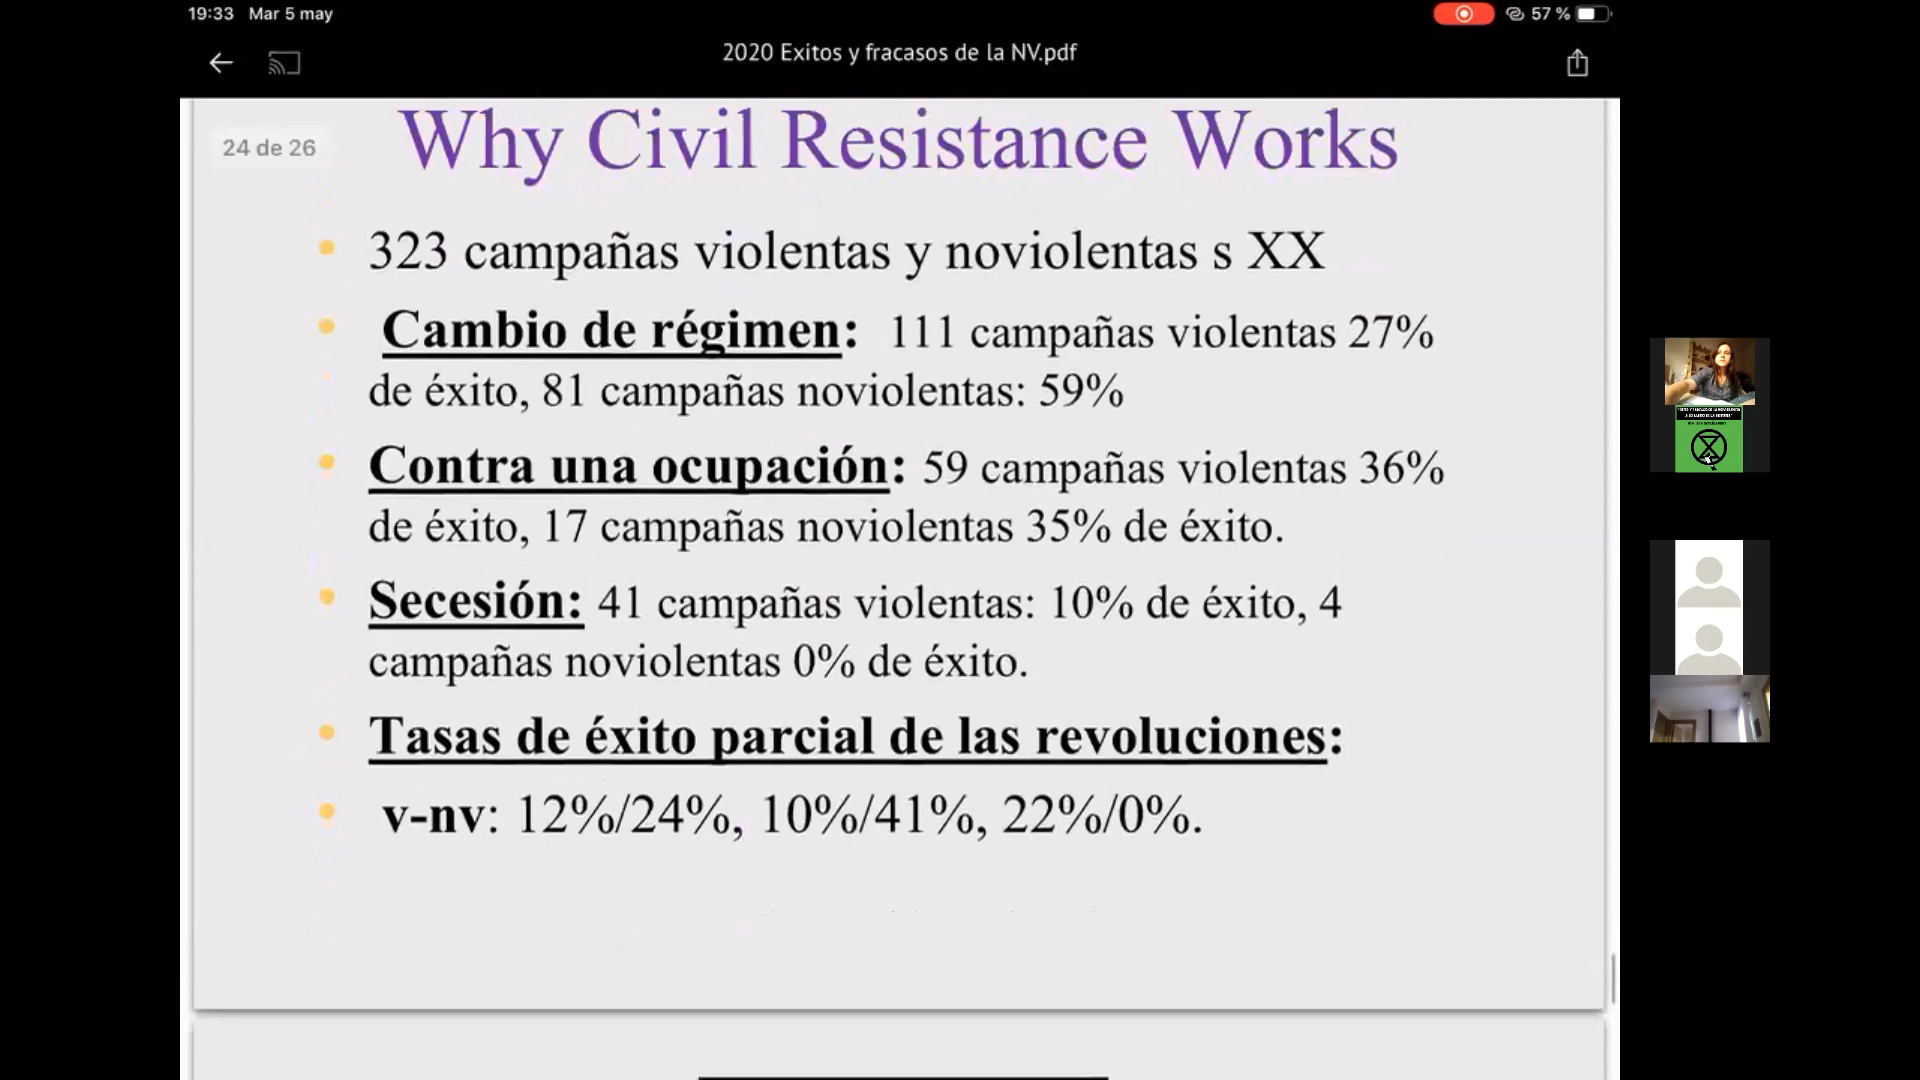 19:33 Mar 5 may
57 %
2020 Exitos y fracasos de la NV.pdf
24 de 26
Why Civil Resistance Works
323 campañas violentas y noviolentas s XX
Cambio de régimen: 111 campañas violentas 27%
de éxito, 81 campañas noviolentas: 59%
Contra una ocupación: 59 campañas violentas 36%
de éxito, 17 campañas noviolentas 35% de éxito.
Secesión: 41 campañas violentas: 10% de éxito, 4
campañas noviolentas 0% de éxito.
Tasas de éxito parcial de las revoluciones:
v-nv: 12%/24%, 10%/41%, 22%/0%.